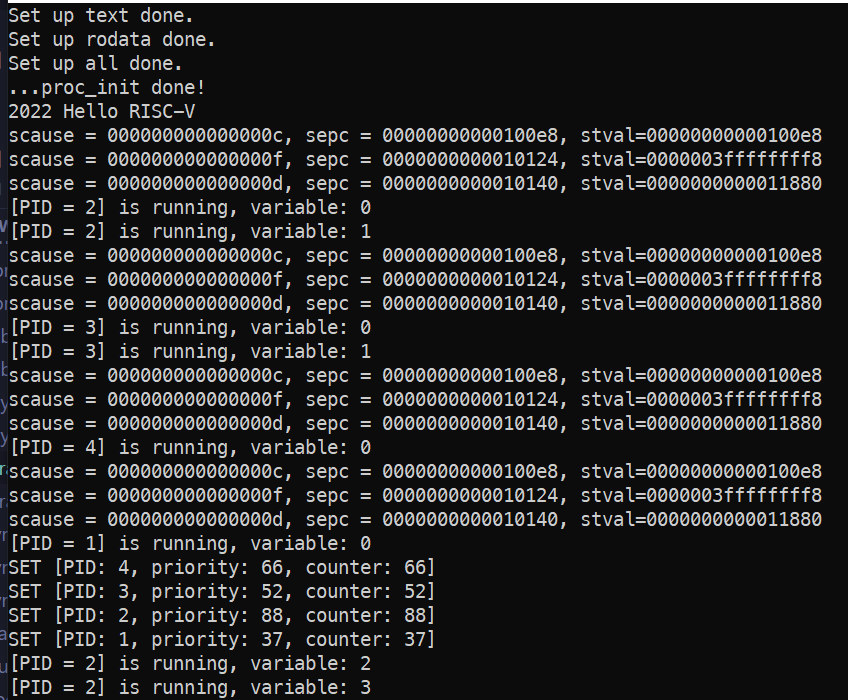 Set up text done.
Set up rodata done.
Set up all done.
...proc_init done!
2022 Hello RISC-V
scause = 000000000000000c, sepc = 00000000000100e8, stval=00000000000100e8
scause = 000000000000000f, sepc = 0000000000010124, stval=0000003ffffffff8
scause = 000000000000000d, sepc = 0000000000010140, stval=0000000000011880
[PID = 2] is running, variable: 0
[PID = 2] is running, variable: 1
scause = 000000000000000c, sepc = 00000000000100e8, stval=00000000000100e8
scause = 000000000000000f, sepc = 0000000000010124, stval=0000003ffffffff8
scause = 000000000000000d, sepc = 0000000000010140, stval=0000000000011880
[PID = 3] is running, variable: 0
[PID = 3] is running, variable: 1
scause = 000000000000000c, sepc = 00000000000100e8, stval=00000000000100e8
scause = 000000000000000f, sepc = 0000000000010124, stval=0000003ffffffff8
scause = 000000000000000d, sepc = 0000000000010140, stval=0000000000011880
[PID = 4] is running, variable: 0
scause = 000000000000000c, sepc = 00000000000100e8, stval=00000000000100e8
scause = 000000000000000f, sepc = 0000000000010124, stval=0000003ffffffff8
scause = 000000000000000d, sepc = 0000000000010140, stval=0000000000011880
[PID = 1] is running, variable: 0
SET [PID: 4, priority: 66, counter: 66]
SET [PID: 3, priority: 52, counter: 52]
SET [PID: 2, priority: 88, counter: 88]
SET [PID: 1, priority: 37, counter: 37]
[PID = 2] is running, variable: 2
[PID = 2] is running, variable: 3